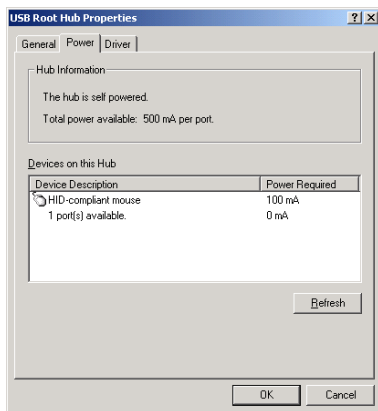 USB Root Hub Properties
General Power Driver
Hub Information
The hub is self powered.
Total power available: 500 mA per port.
Devices on this Hub
Device Description Power Required
HID-compliant mouse 100 mA
1 port(s) available. 0 mA
Refresh
OK Cancel